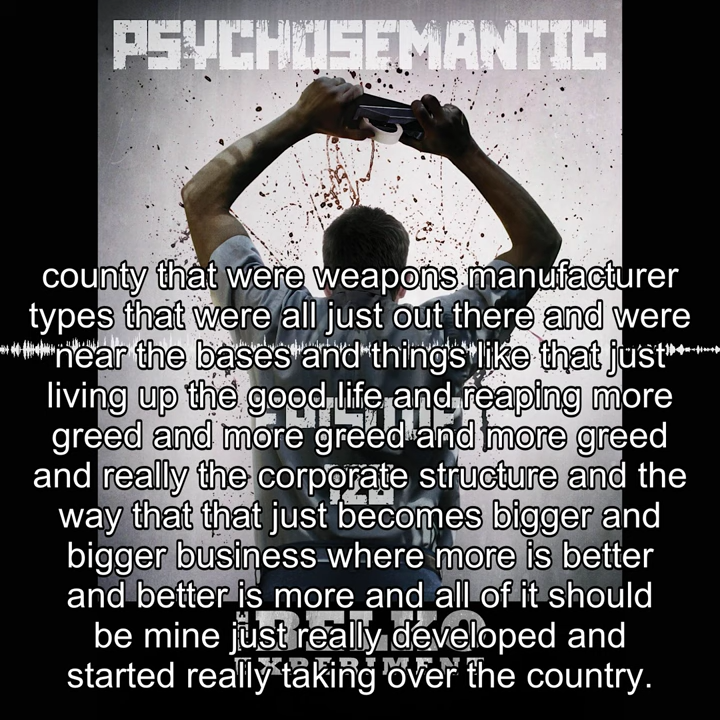 PSYCHOSEMANTIC
county that were weapons manufacturer
types that were all just out there and were
near the bases and things like that just
living up the good life and reaping more
greed and more greed and more greed
and really the corporate structure and the
way that that just becomes bigger and
bigger business where more is better
and better is more and all of it should
be mine just really developed and
started really taking over the country.
THE BELKO
EXPERIMENT